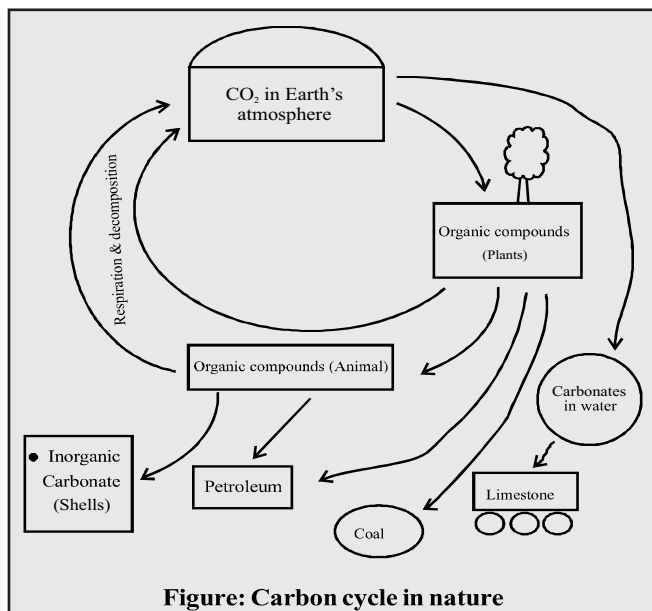 CO₂ in Earth's
atmosphere
Respiration & decomposition
Organic compounds
(Plants)
Organic compounds (Animal)
Carbonates
in water
● Inorganic
Carbonate
(Shells)
Petroleum
Coal
Limestone
Figure: Carbon cycle in nature